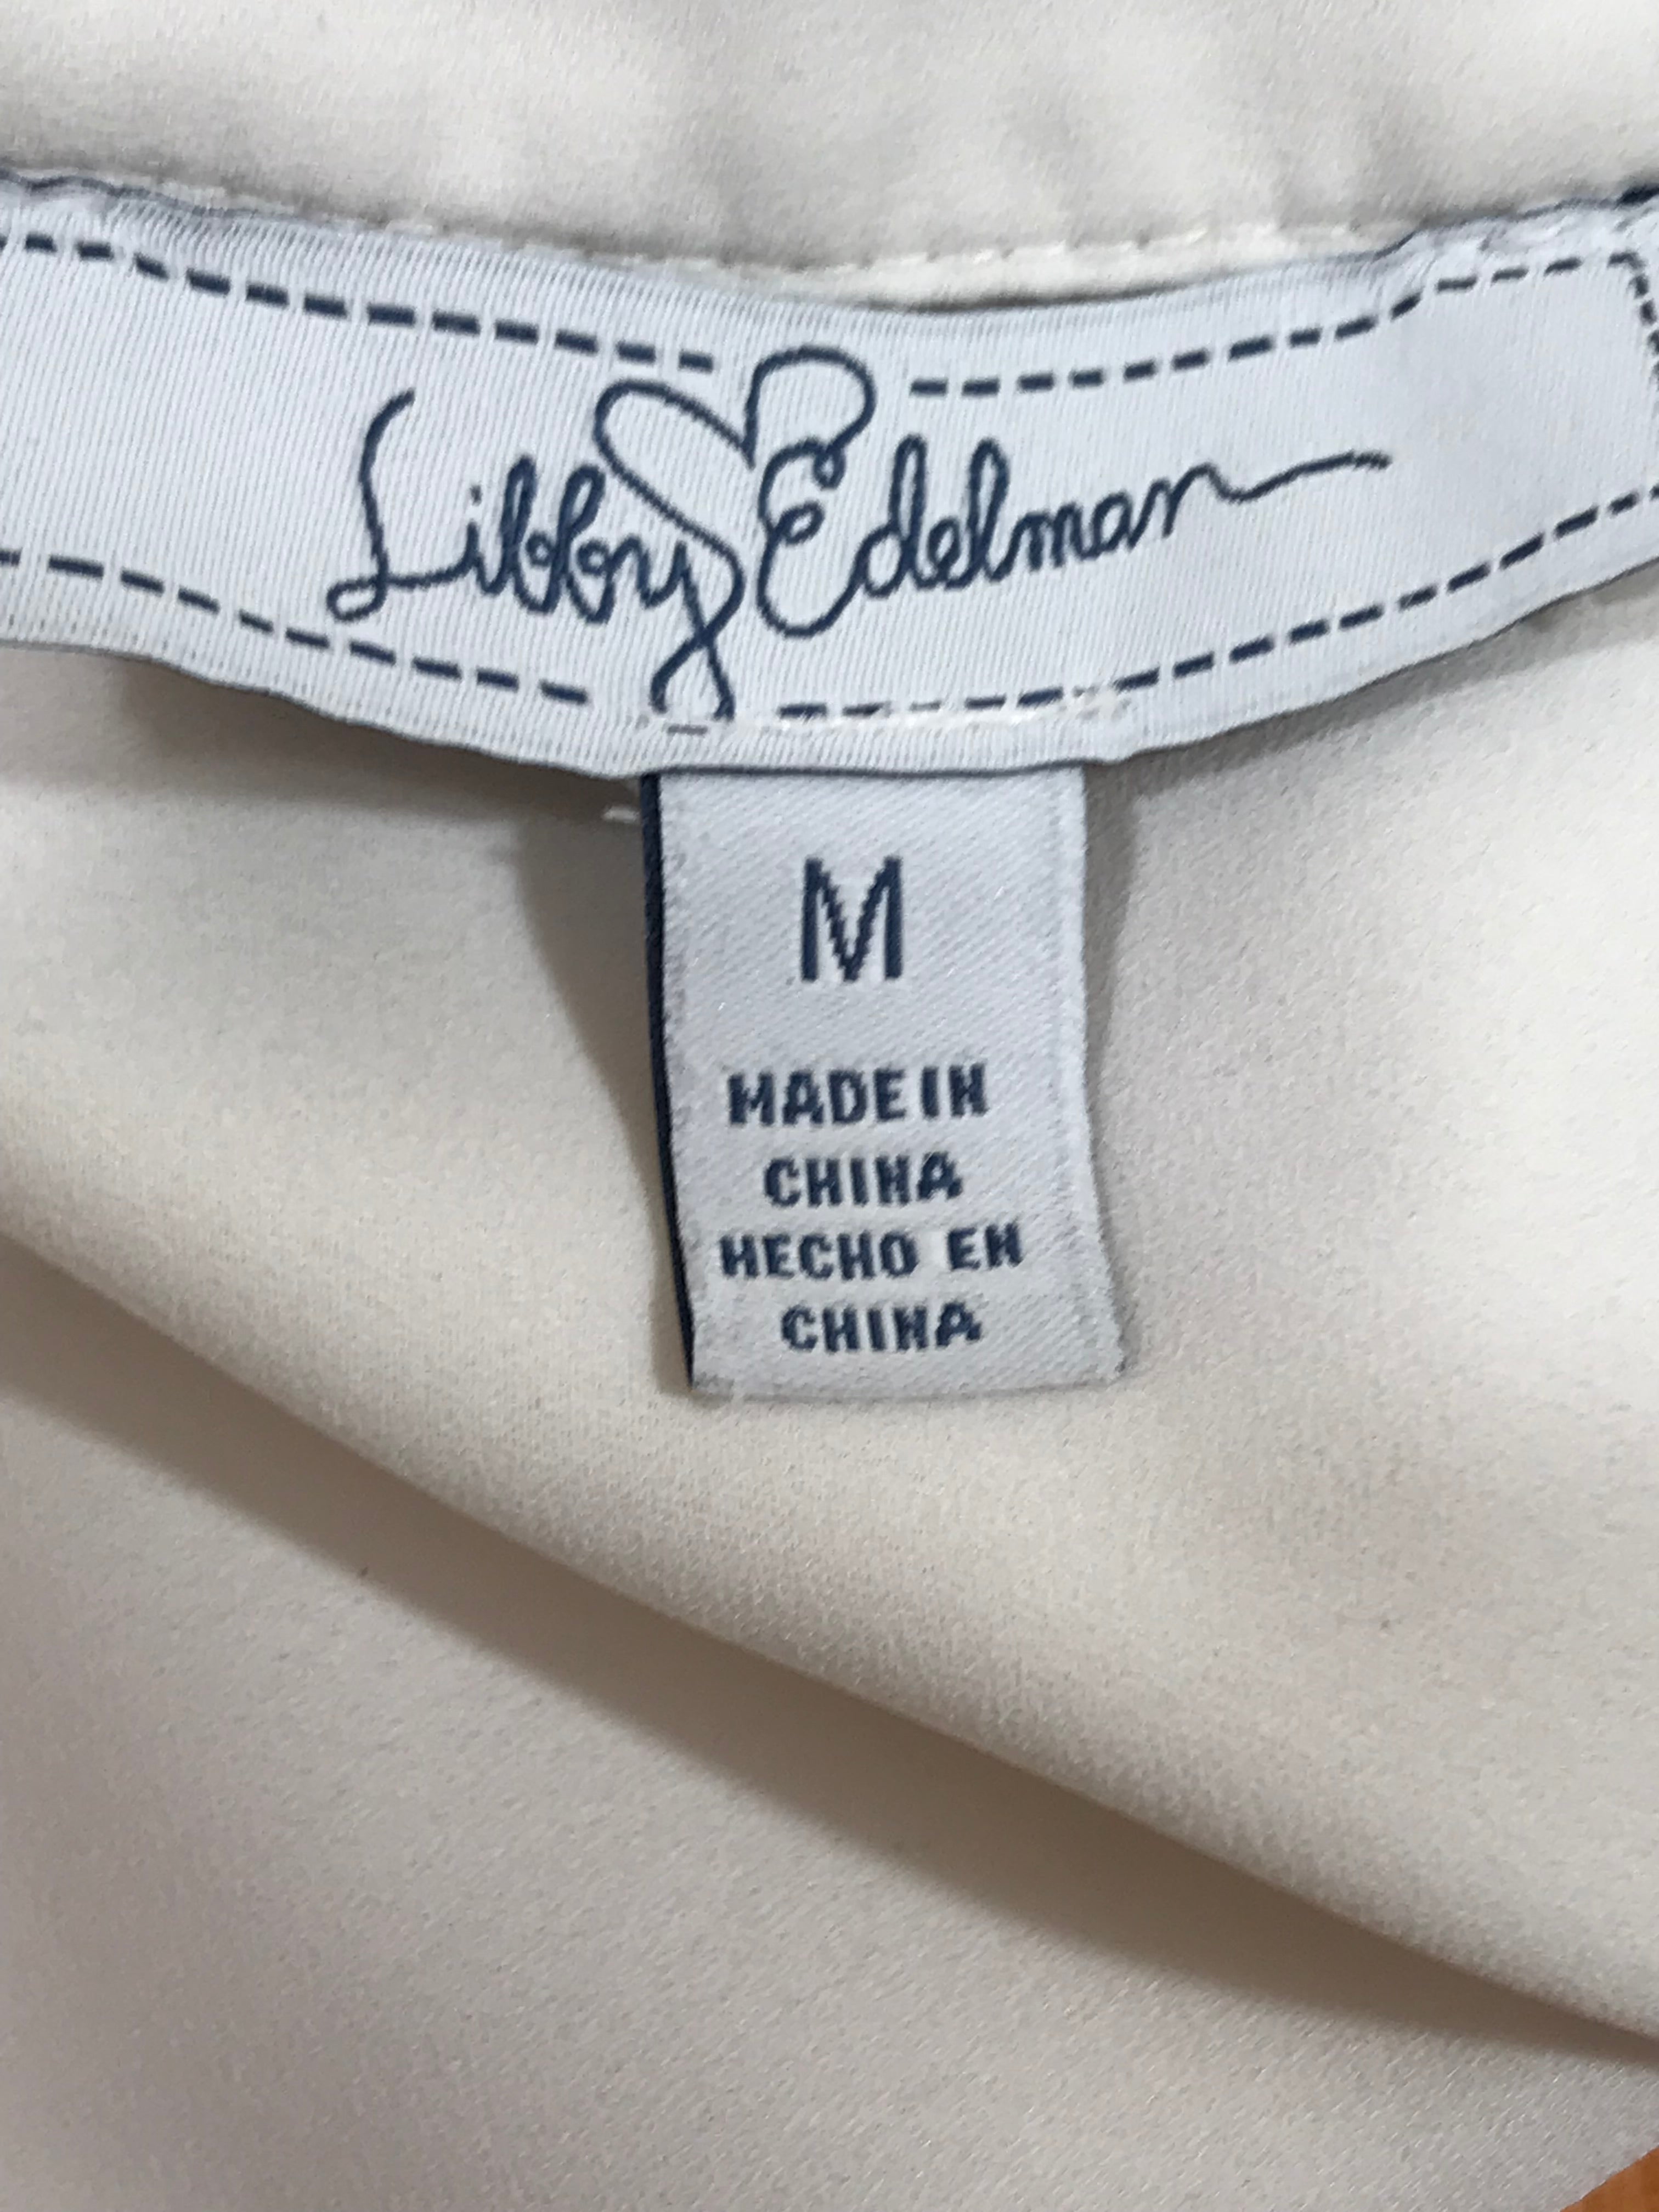 Libby Edelman
M
MADE IN
CHINA
HECHO EN
CHINA